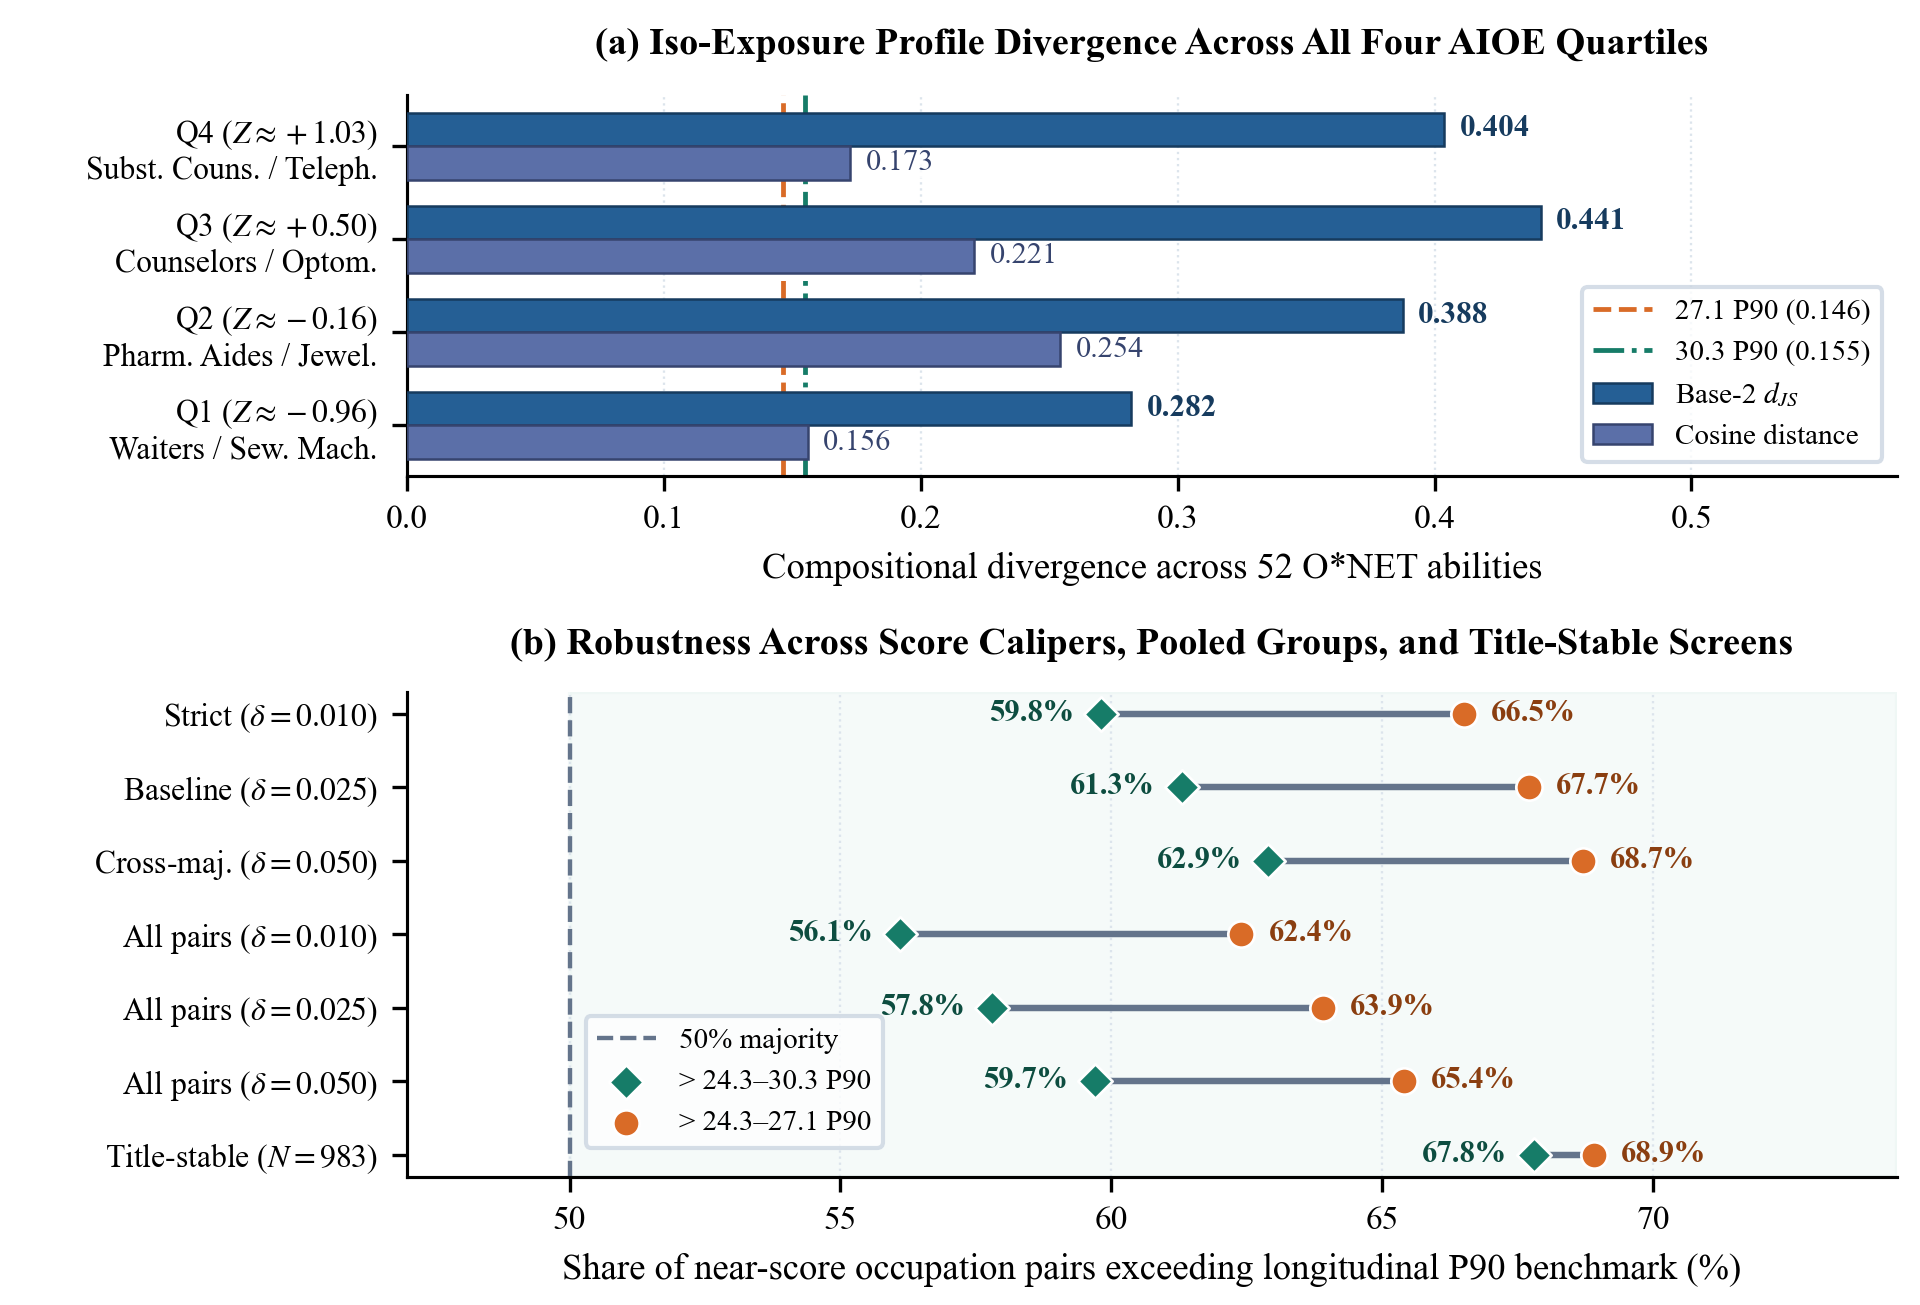 (a) Iso-Exposure Profile Divergence Across All Four AIOE Quartiles
Q4 (Z≈+1.03)
Subst. Couns. / Teleph.
0.404
0.173
Q3 (Z≈+0.50)
Counselors / Optom.
0.441
0.221
Q2 (Z≈−0.16)
Pharm. Aides / Jewel.
0.388
0.254
Q1 (Z≈−0.96)
Waiters / Sew. Mach.
0.282
0.156
27.1 P90 (0.146)
30.3 P90 (0.155)
Base-2 d_JS
Cosine distance
0.0 0.1 0.2 0.3 0.4 0.5
Compositional divergence across 52 O*NET abilities
(b) Robustness Across Score Calipers, Pooled Groups, and Title-Stable Screens
Strict (δ=0.010) 59.8% 66.5%
Baseline (δ=0.025) 61.3% 67.7%
Cross-maj. (δ=0.050) 62.9% 68.7%
All pairs (δ=0.010) 56.1% 62.4%
All pairs (δ=0.025) 57.8% 63.9%
All pairs (δ=0.050) 59.7% 65.4%
Title-stable (N=983) 67.8% 68.9%
50% majority
> 24.3–30.3 P90
> 24.3–27.1 P90
50 55 60 65 70
Share of near-score occupation pairs exceeding longitudinal P90 benchmark (%)